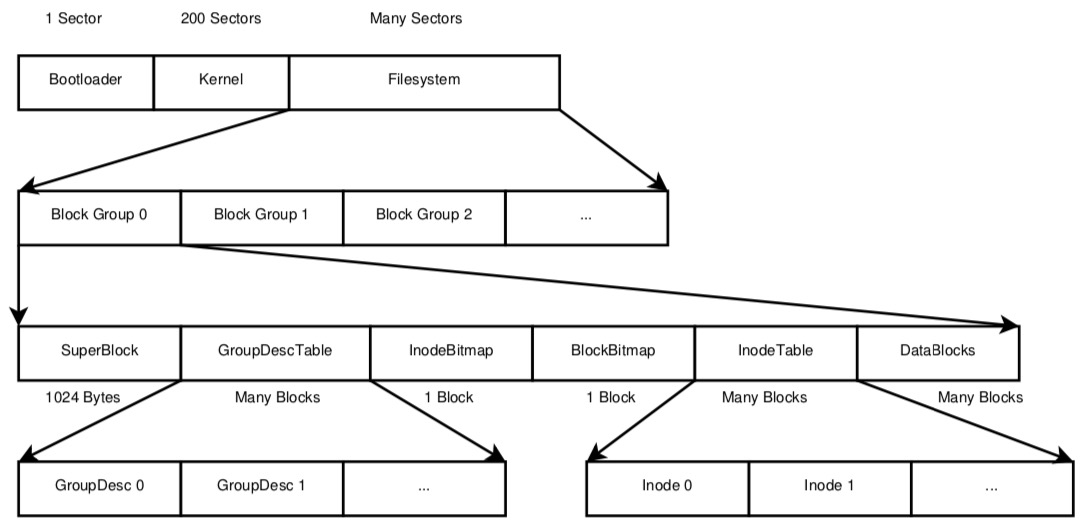 1 Sector
200 Sectors
Many Sectors
Bootloader
Kernel
Filesystem
Block Group 0
Block Group 1
Block Group 2
...
SuperBlock
GroupDescTable
InodeBitmap
BlockBitmap
InodeTable
DataBlocks
1024 Bytes
Many Blocks
1 Block
1 Block
Many Blocks
Many Blocks
GroupDesc 0
GroupDesc 1
...
Inode 0
Inode 1
...